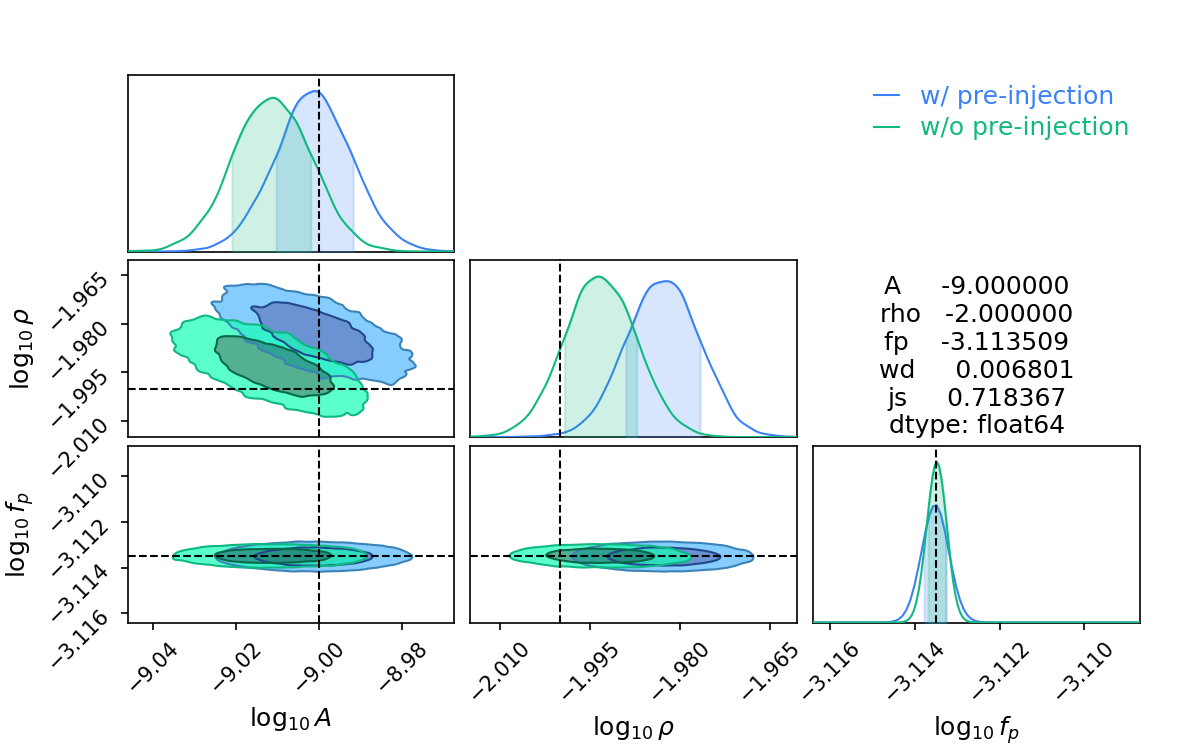 w/ pre-injection
w/o pre-injection
log₁₀ ρ
−1.965
−1.980
−1.995
−2.010
A -9.000000
rho -2.000000
fp -3.113509
wd 0.006801
js 0.718367
dtype: float64
log₁₀ fₚ
−3.110
−3.112
−3.114
−3.116
−9.04 −9.02 −9.00 −8.98
−2.010 −1.995 −1.980 −1.965
−3.116 −3.114 −3.112 −3.110
log₁₀ A
log₁₀ ρ
log₁₀ fₚ